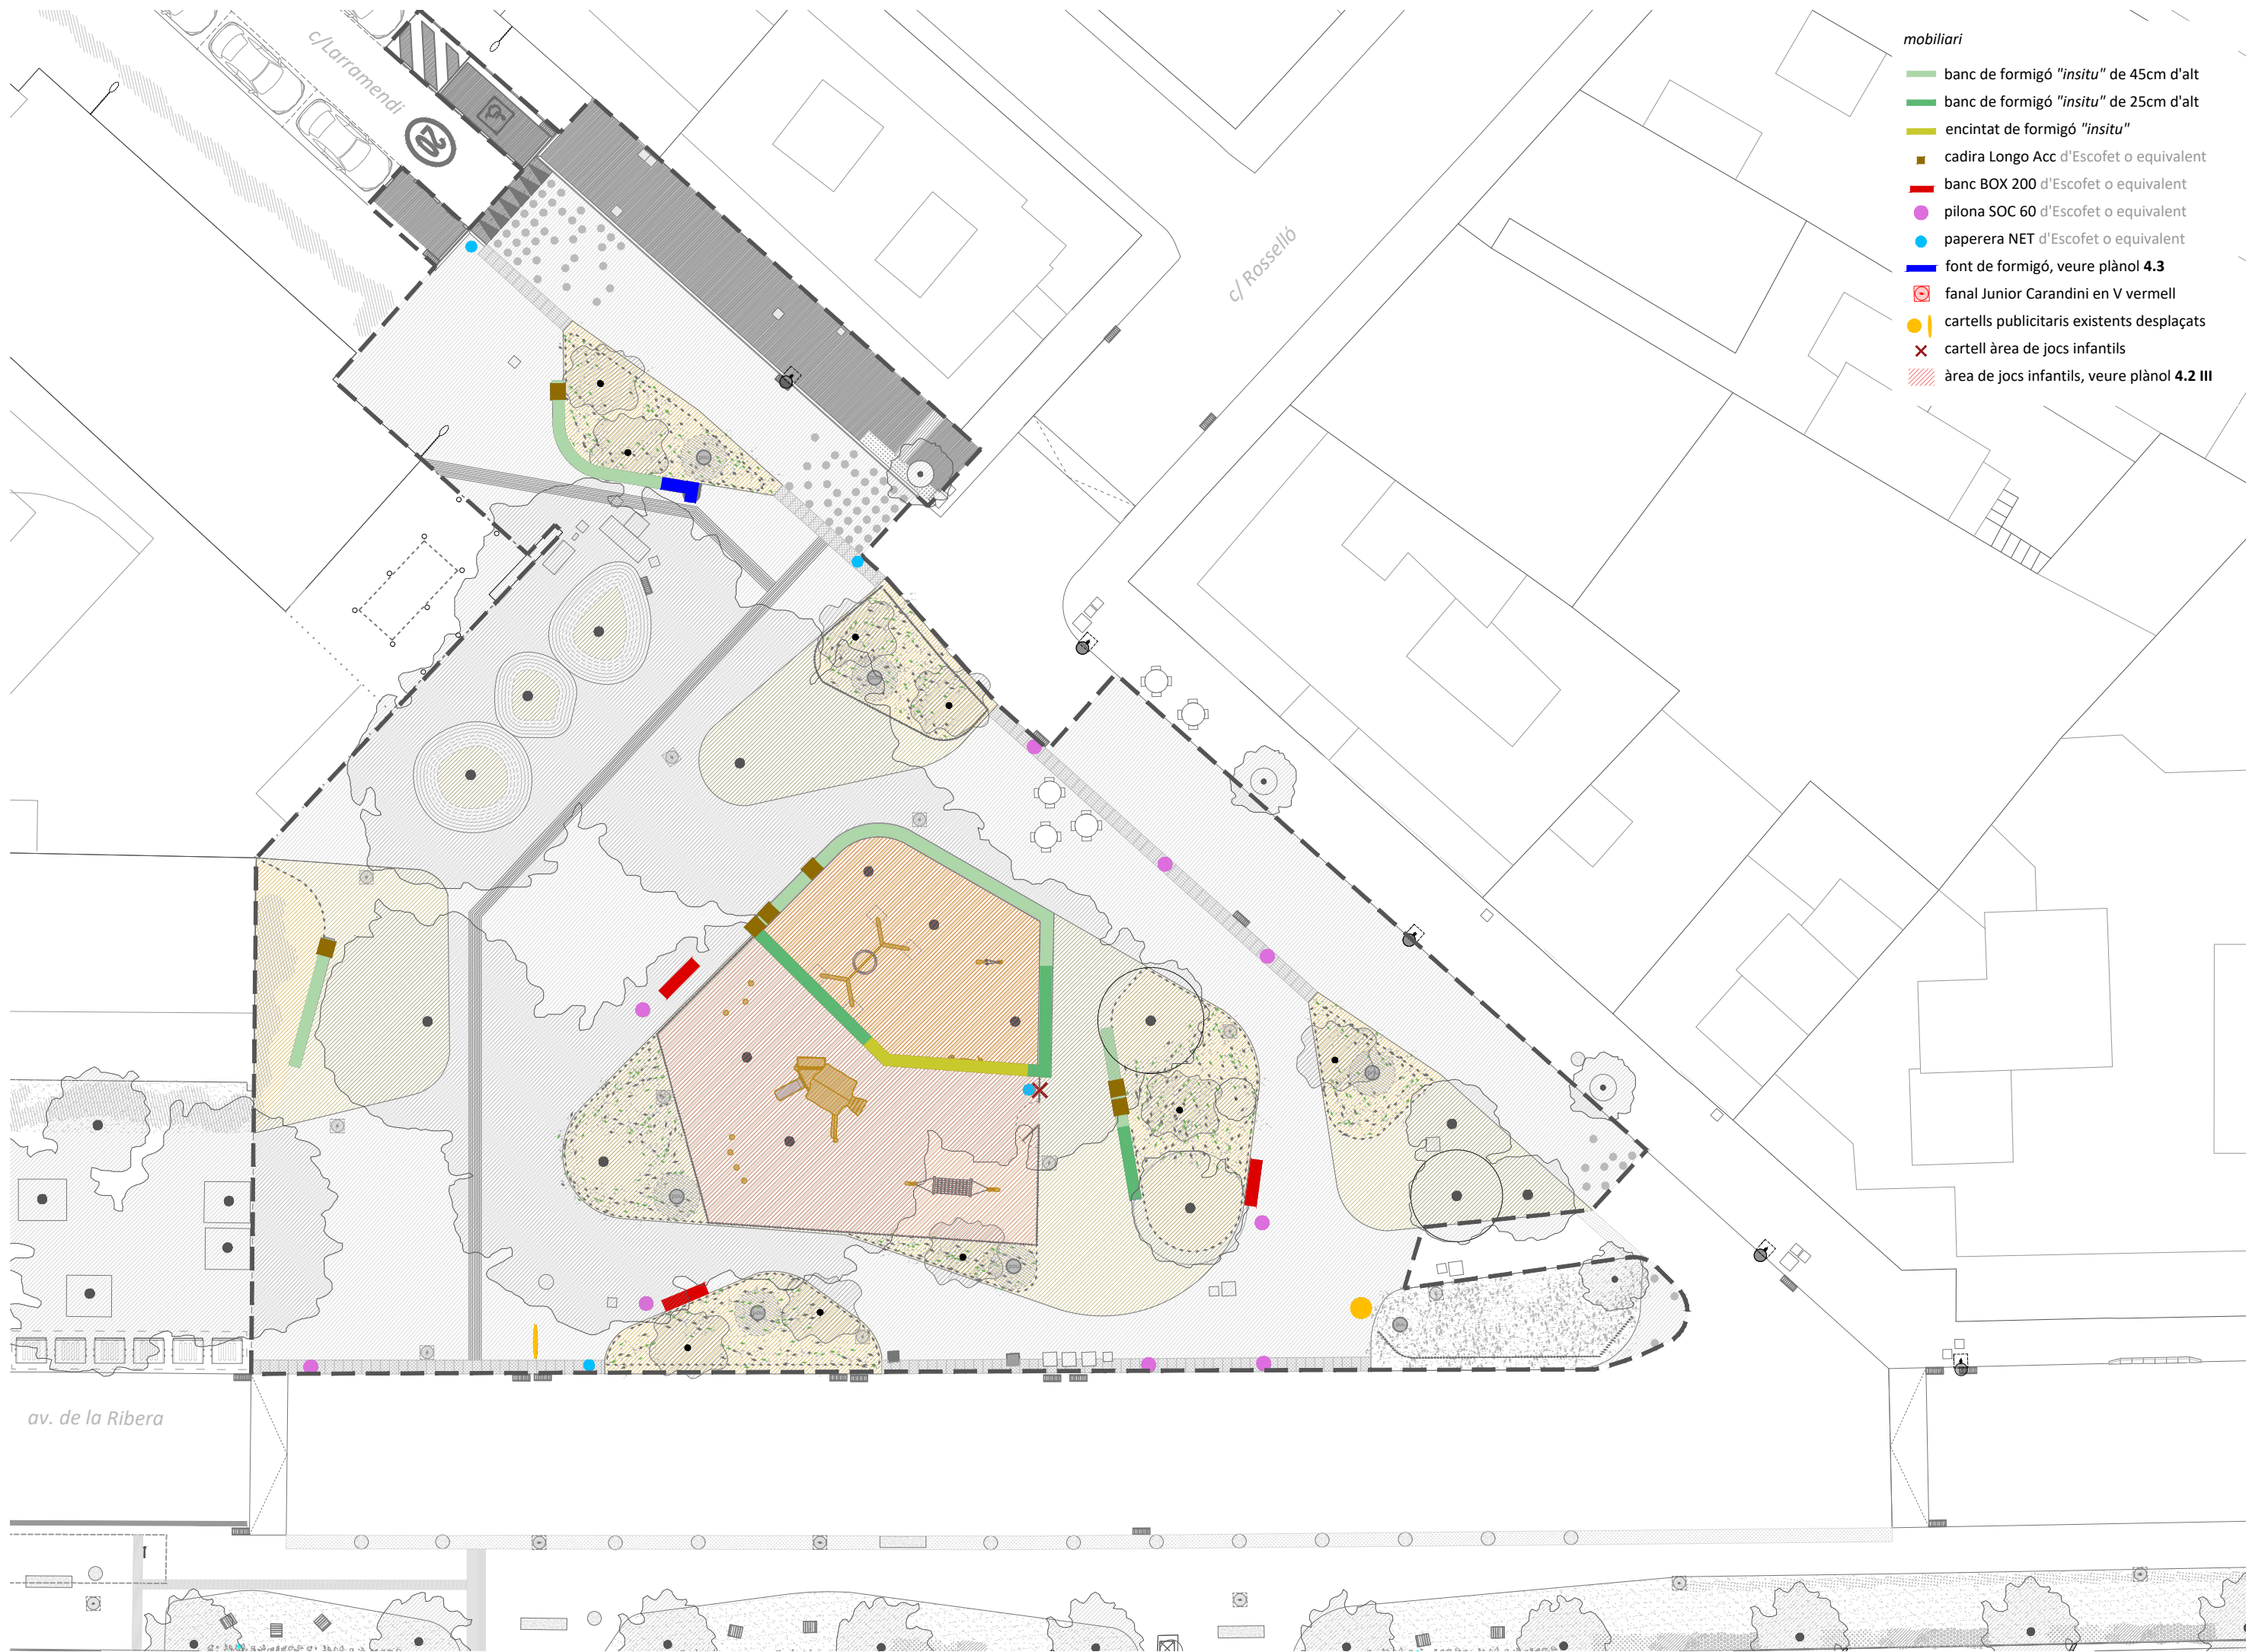 mobiliari
banc de formigó "insitu" de 45cm d'alt
banc de formigó "insitu" de 25cm d'alt
encintat de formigó "insitu"
cadira Longo Acc d'Escofet o equivalent
banc BOX 200 d'Escofet o equivalent
pilona SOC 60 d'Escofet o equivalent
paperera NET d'Escofet o equivalent
font de formigó, veure plànol 4.3
fanal Junior Carandini en V vermell
cartells publicitaris existents desplaçats
cartell àrea de jocs infantils
àrea de jocs infantils, veure plànol 4.2 III
c/Larramendi
20
c/ Rosselló
av. de la Ribera